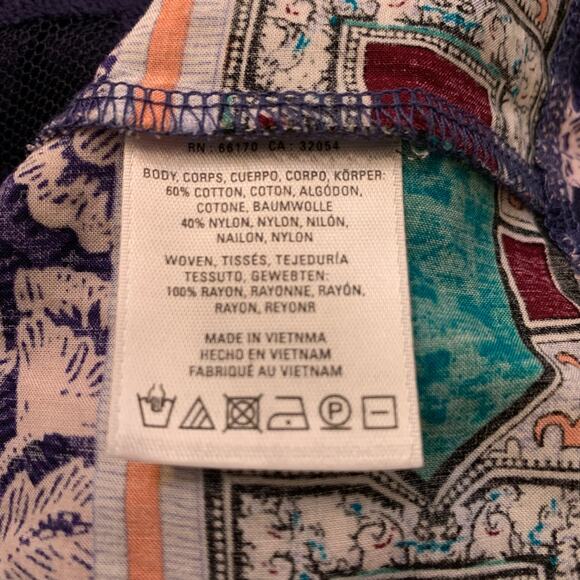 RN : 66170 CA : 32054
BODY, CORPS, CUERPO, CORPO, KÖRPER:
60% COTTON, COTON, ALGÓDON,
COTONE, BAUMWOLLE
40% NYLON, NYLON, NILÓN,
NAILON, NYLON
WOVEN, TISSÉS, TEJEDURÍA
TESSUTO, GEWEBTEN:
100% RAYON, RAYONNE, RAYÓN,
RAYON, REYONR
MADE IN VIETNMA
HECHO EN VIETNAM
FABRIQUÉ AU VIETNAM
P